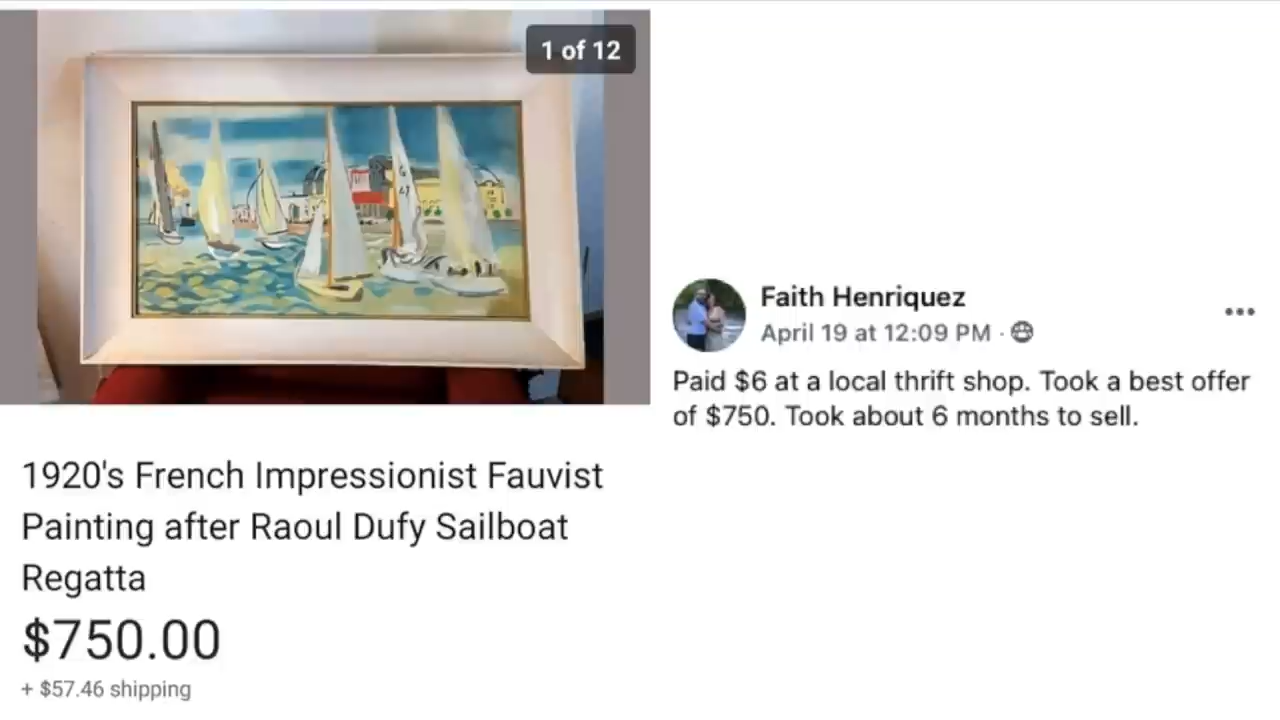 1 of 12
1920's French Impressionist Fauvist
Painting after Raoul Dufy Sailboat
Regatta
$750.00
+ $57.46 shipping
Faith Henriquez
April 19 at 12:09 PM ·
Paid $6 at a local thrift shop. Took a best offer
of $750. Took about 6 months to sell.